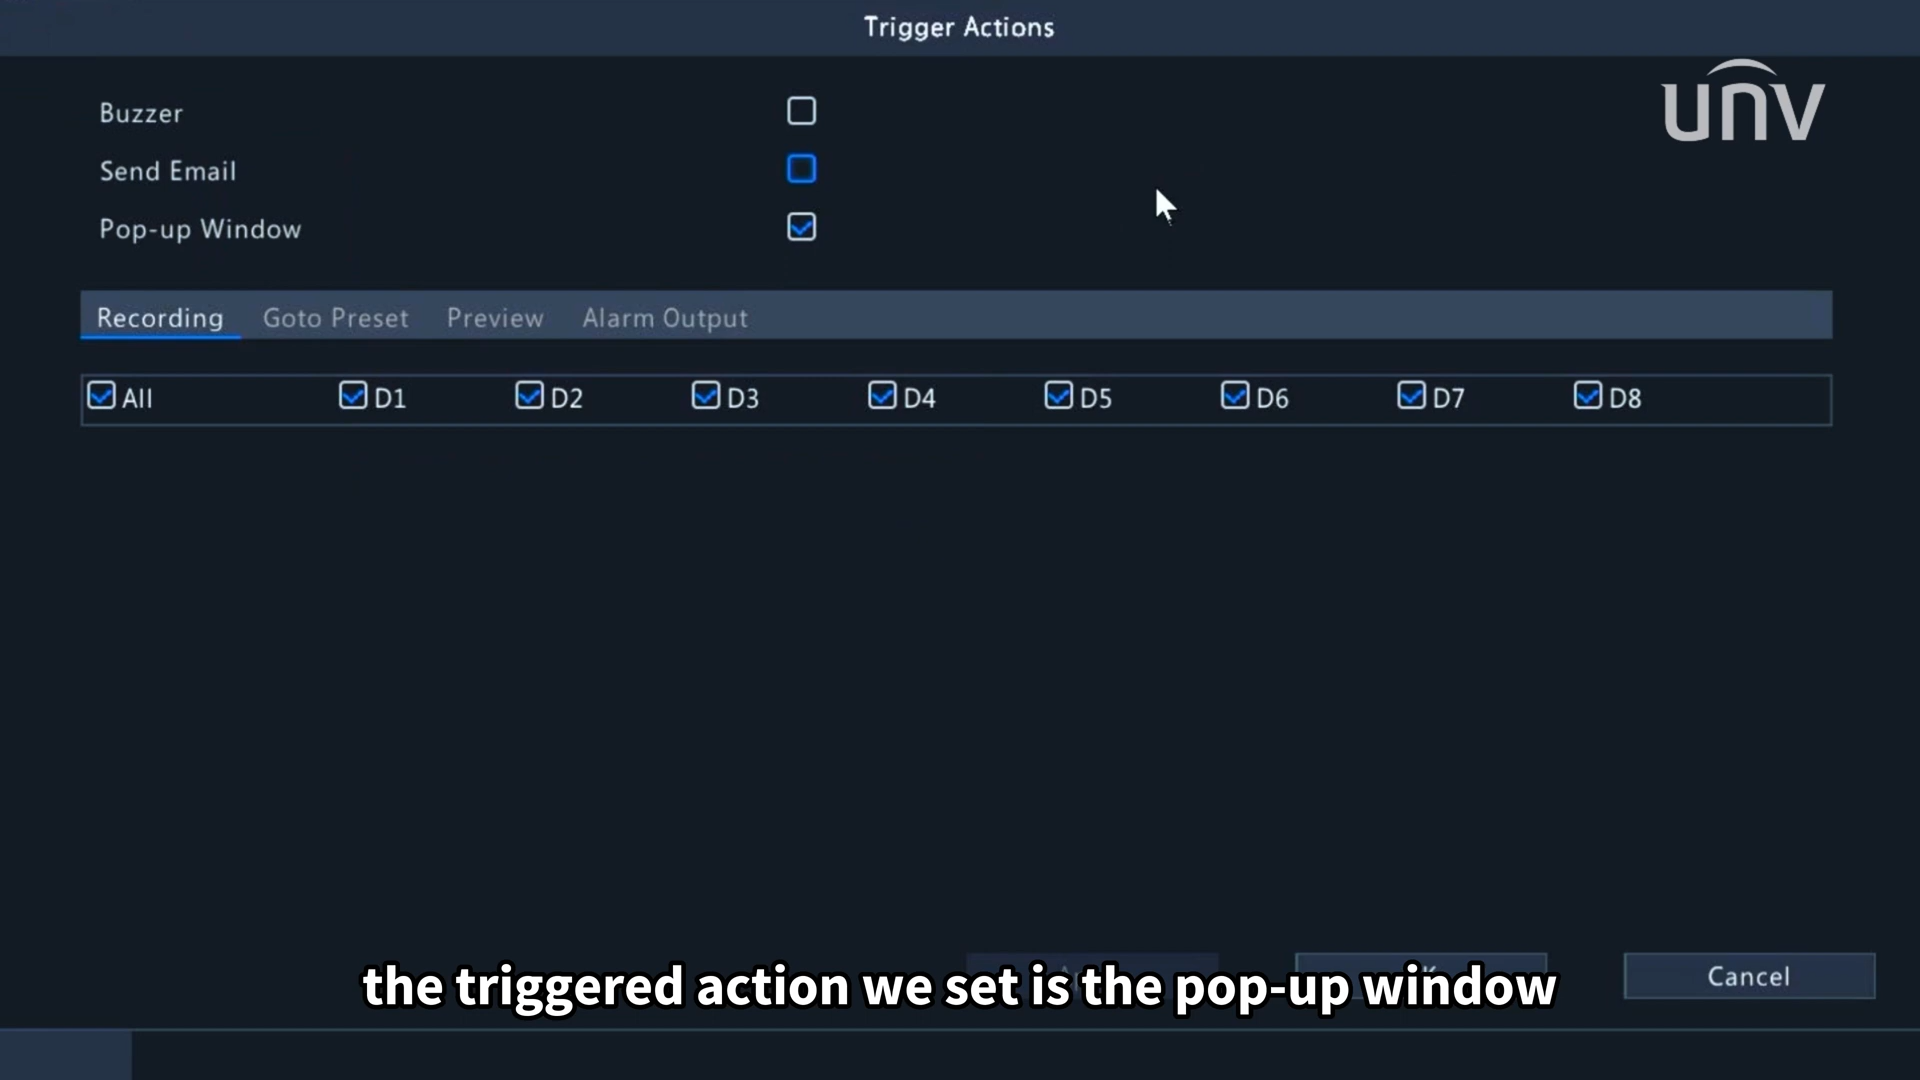 Trigger Actions
unv
Buzzer
Send Email
Pop-up Window
Recording Goto Preset Preview Alarm Output
All D1 D2 D3 D4 D5 D6 D7 D8
Cancel
the triggered action we set is the pop-up window